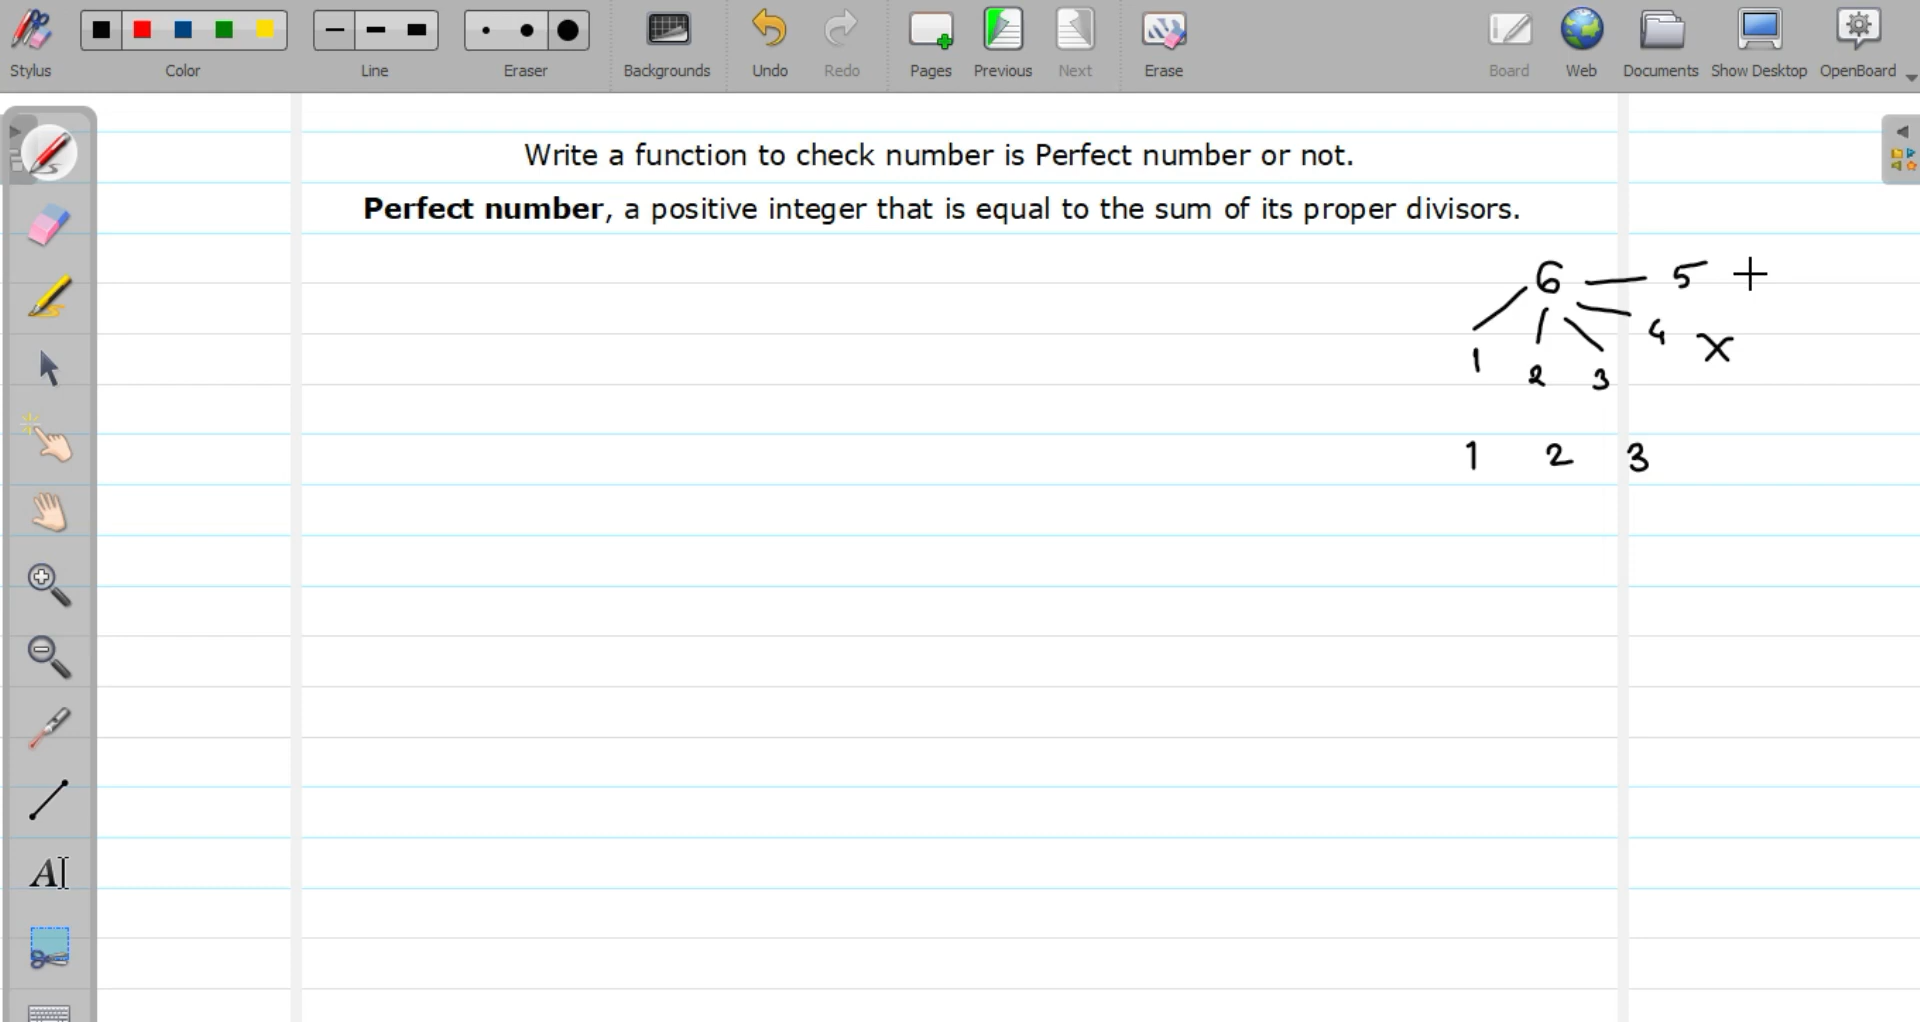 Stylus Color Line Eraser Backgrounds Undo Redo Pages Previous Next Erase Board Web Documents Show Desktop OpenBoard
Write a function to check number is Perfect number or not.
Perfect number, a positive integer that is equal to the sum of its proper divisors.
6 5
1 2 3 4 x
1 2 3
AI